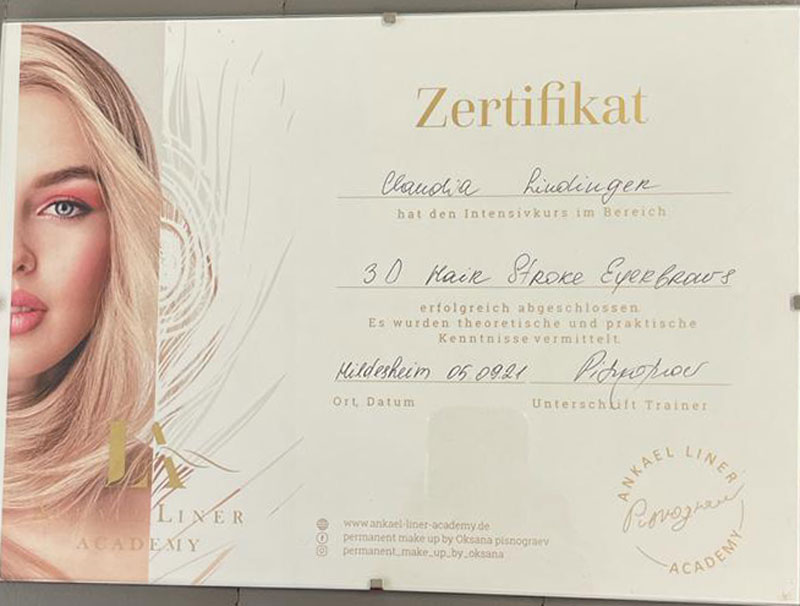 Zertifikat
Claudia Lindinger
hat den Intensivkurs im Bereich
3D Hair Stroke Eyerbraws
erfolgreich abgeschlossen.
Es wurden theoretische und praktische
Kenntnisse vermittelt.
Hildesheim 05.09.21
Ort, Datum
Unterschrift Trainer
LA
LINER
ACADEMY
www.ankael-liner-academy.de
permanent make up by Oksana pisnograev
permanent_make_up_by_oksana
ANKAEL LINER
ACADEMY